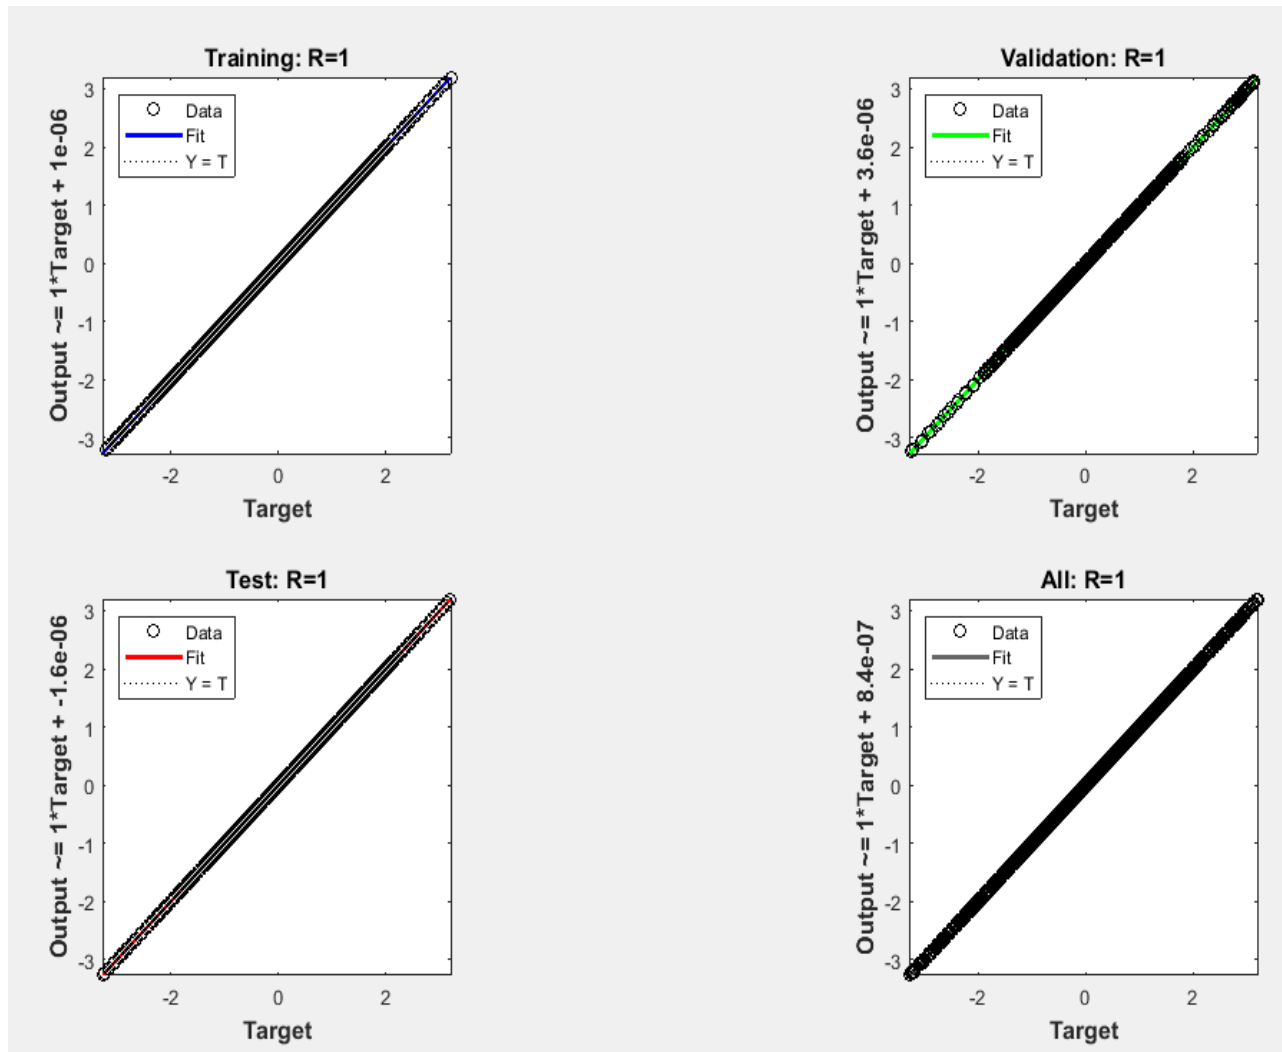 Training: R=1
Output ~= 1*Target + 1e-06
3
2
1
0
-1
-2
-3
Data
Fit
Y = T
-2 0 2
Target
Validation: R=1
Output ~= 1*Target + 3.6e-06
3
2
1
0
-1
-2
-3
Data
Fit
Y = T
-2 0 2
Target
Test: R=1
Output ~= 1*Target + -1.6e-06
3
2
1
0
-1
-2
-3
Data
Fit
Y = T
-2 0 2
Target
All: R=1
Output ~= 1*Target + 8.4e-07
3
2
1
0
-1
-2
-3
Data
Fit
Y = T
-2 0 2
Target